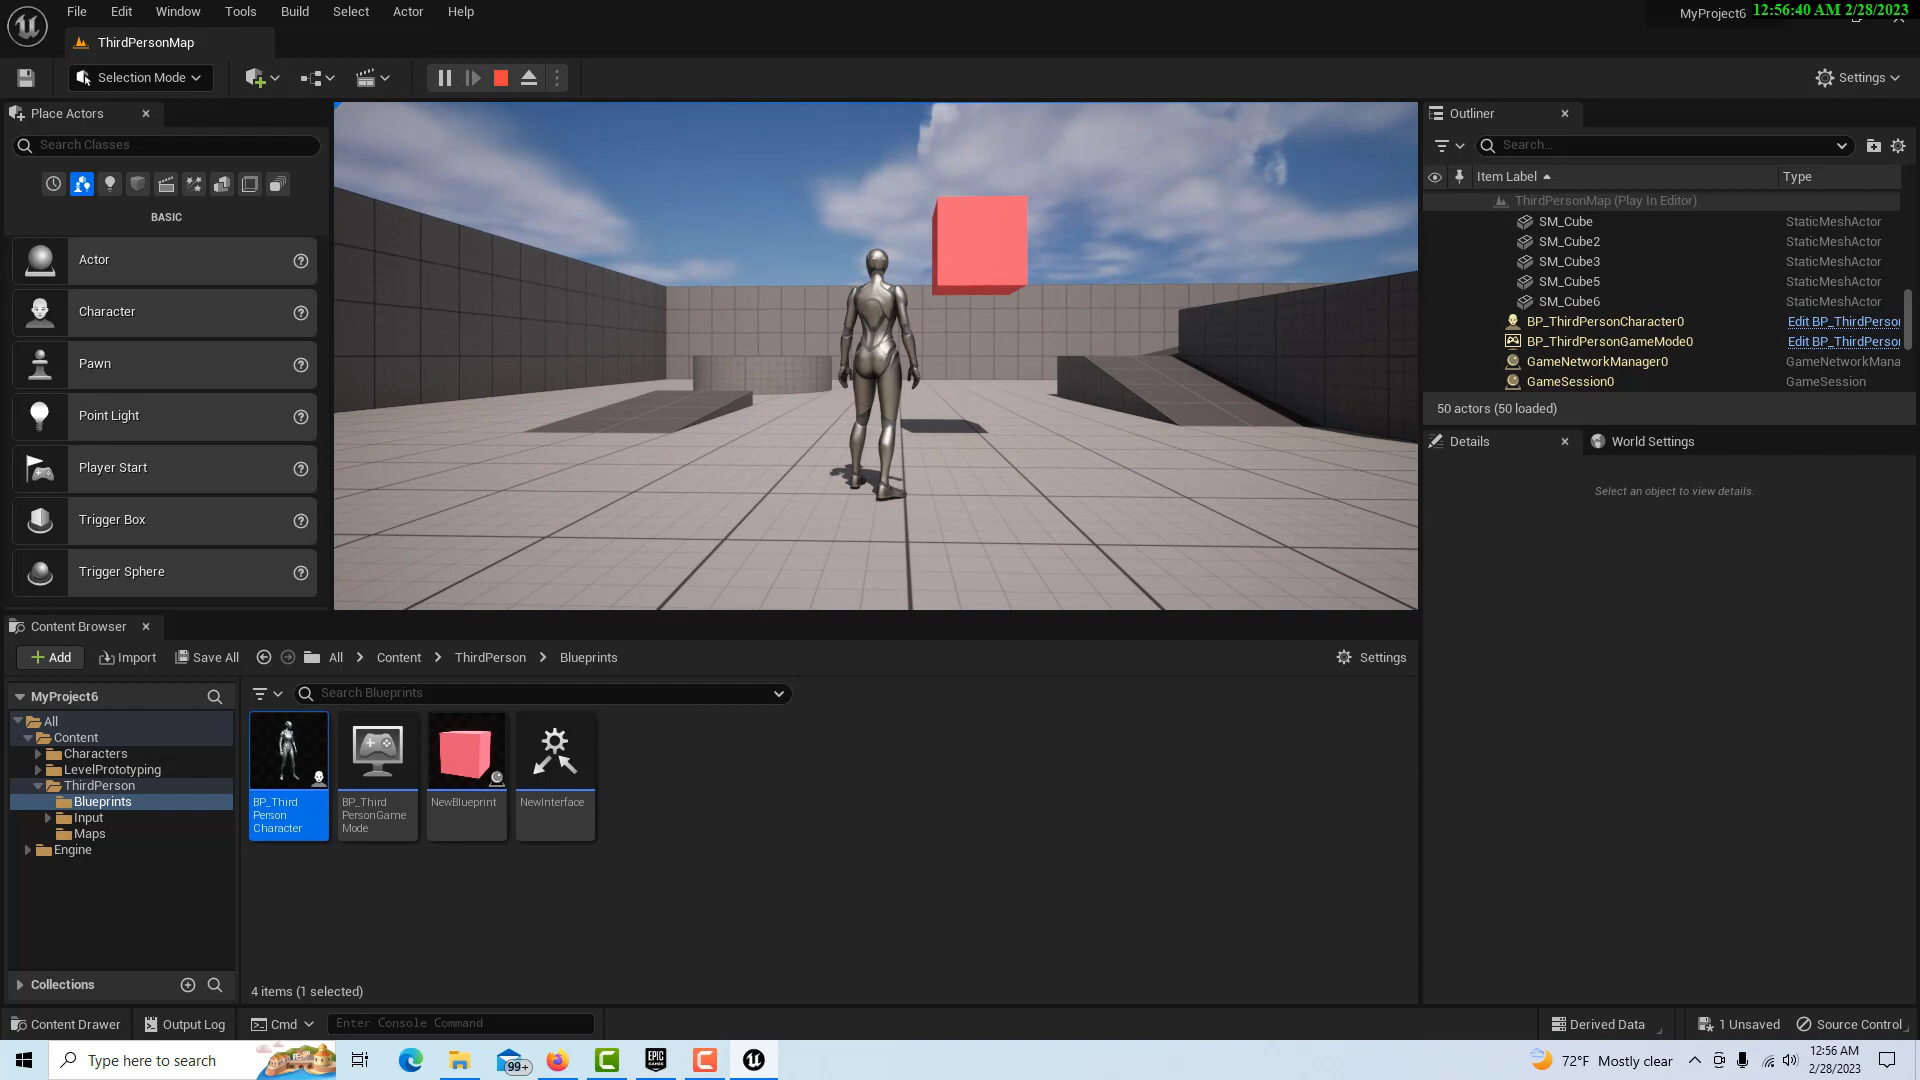 File Edit Window Tools Build Select Actor Help
MyProject6
12:56:40 AM 2/28/2023
ThirdPersonMap
Selection Mode
Settings
Place Actors
Search Classes
BASIC
Actor
Character
Pawn
Point Light
Player Start
Trigger Box
Trigger Sphere
Outliner
Search...
Item Label Type
ThirdPersonMap (Play In Editor)
SM_Cube StaticMeshActor
SM_Cube2 StaticMeshActor
SM_Cube3 StaticMeshActor
SM_Cube5 StaticMeshActor
SM_Cube6 StaticMeshActor
BP_ThirdPersonCharacter0 Edit BP_ThirdPerso
BP_ThirdPersonGameMode0 Edit BP_ThirdPerso
GameNetworkManager0 GameNetworkMana
GameSession0 GameSession
50 actors (50 loaded)
Details World Settings
Select an object to view details.
Content Browser
Add Import Save All All Content ThirdPerson Blueprints Settings
MyProject6
Search Blueprints
All
Content
Characters
LevelPrototyping
ThirdPerson
Blueprints
Input
Maps
Engine
BP_Third
Person
Character
BP_Third
PersonGame
Mode
NewBlueprint
NewInterface
Collections
4 items (1 selected)
Content Drawer Output Log Cmd Enter Console Command Derived Data 1 Unsaved Source Control
Type here to search
99+
EPIC
GAMES
72°F Mostly clear
12:56 AM
2/28/2023